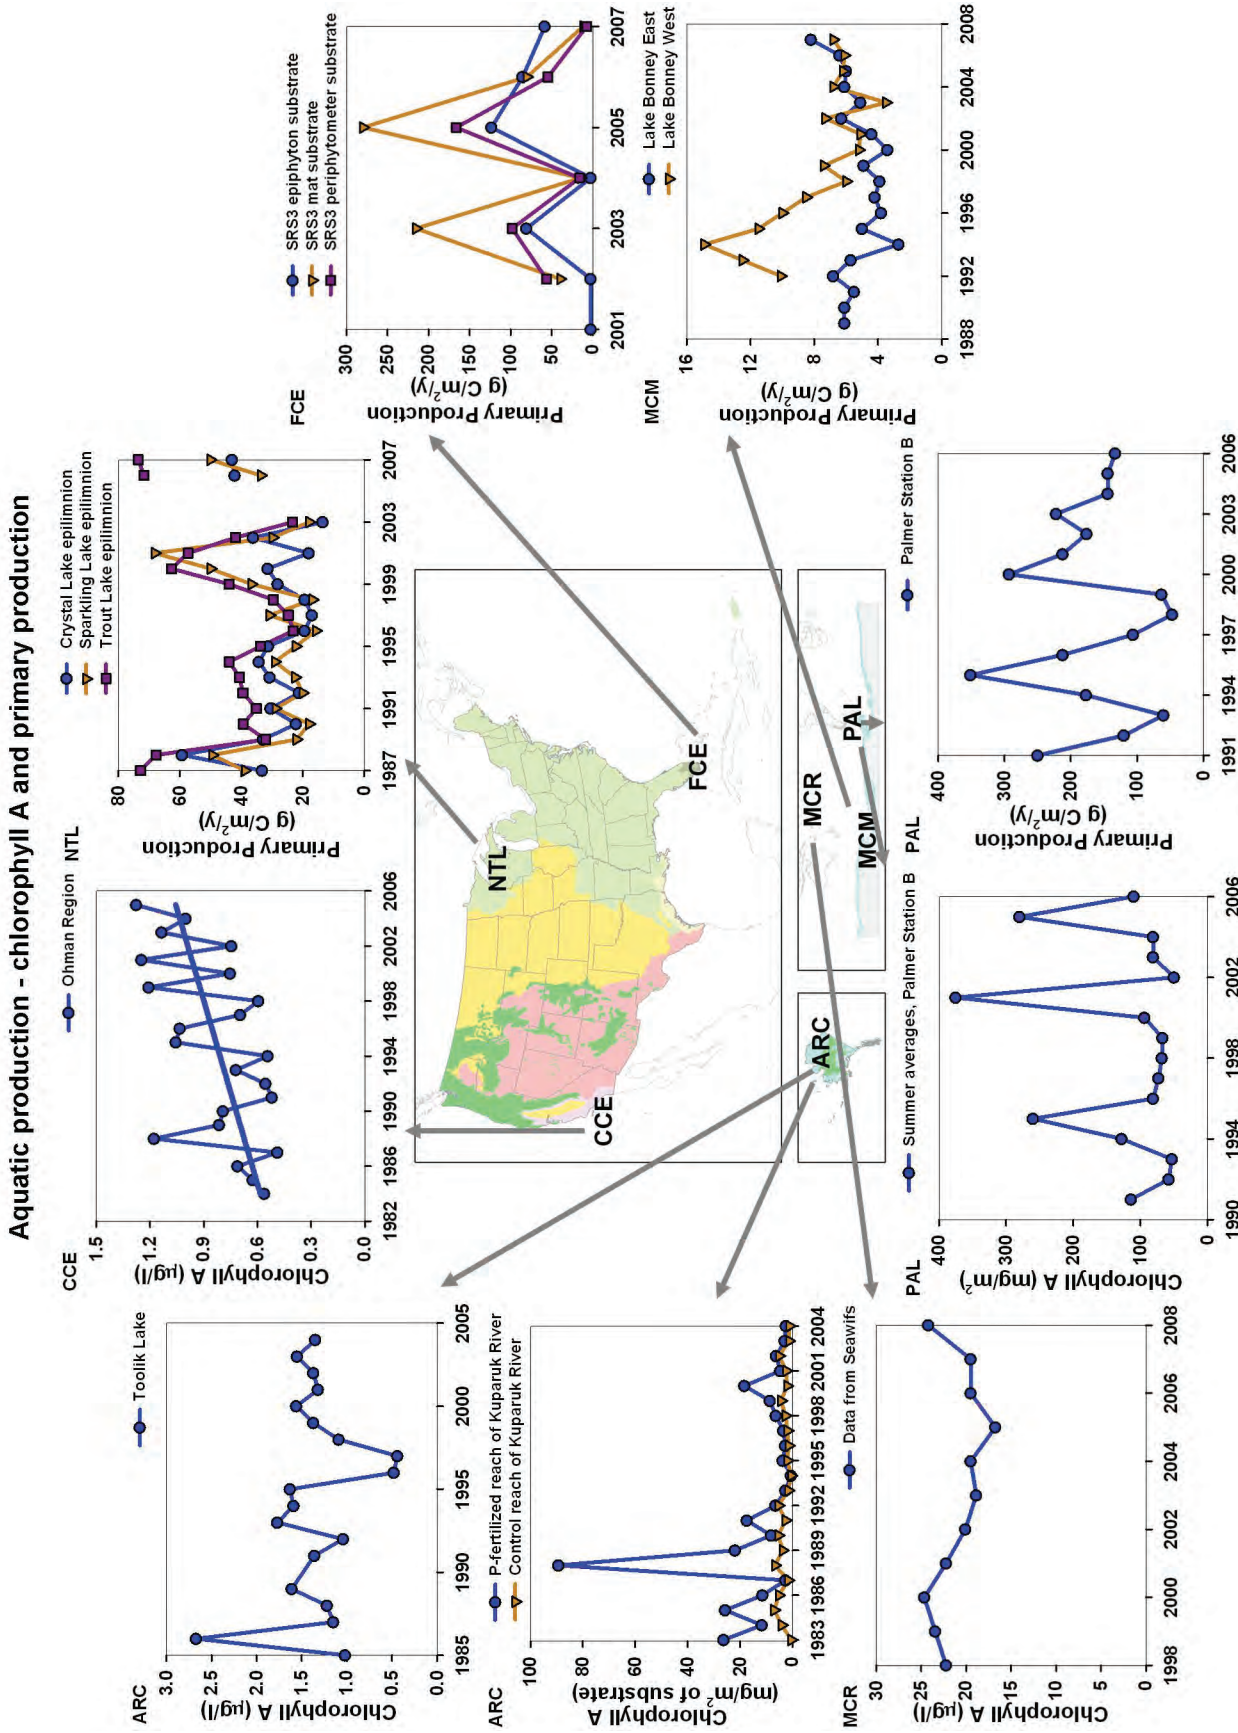 Aquatic production - chlorophyll A and primary production
ARC
Toolik Lake
Chlorophyll A (µg/l)
3.0
2.5
2.0
1.5
1.0
0.5
0.0
1985
1990
1995
2000
2005
CCE
Ohman Region
Chlorophyll A (µg/l)
1.5
1.2
0.9
0.6
0.3
0.0
1982
1986
1990
1994
1998
2002
2006
NTL
Crystal Lake epilimnion
Sparkling Lake epilimnion
Trout Lake epilimnion
Primary Production
(g C/m²/y)
80
60
40
20
0
1987
1991
1995
1999
2003
2007
FCE
SRS3 epiphyton substrate
SRS3 mat substrate
SRS3 periphytometer substrate
Primary Production
(g C/m²/y)
300
250
200
150
100
50
0
2001
2003
2005
2007
ARC
P-fertilized reach of Kuparuk River
Control reach of Kuparuk River
Chlorophyll A
(mg/m² of substrate)
100
80
60
40
20
0
1983 1986 1989 1992 1995 1998 2001 2004
CCE
NTL
FCE
ARC
MCR
MCM
PAL
MCM
Lake Bonney East
Lake Bonney West
Primary Production
(g C/m²/y)
16
12
8
4
0
1988
1992
1996
2000
2004
2008
MCR
Data from Seawifs
Chlorophyll A (µg/l)
30
25
20
15
10
5
0
1998
2000
2002
2004
2006
2008
PAL
Summer averages, Palmer Station B
Chlorophyll A (mg/m²)
400
300
200
100
0
1990
1994
1998
2002
2006
PAL
Palmer Station B
Primary Production
(g C/m²/y)
400
300
200
100
0
1991
1994
1997
2000
2003
2006